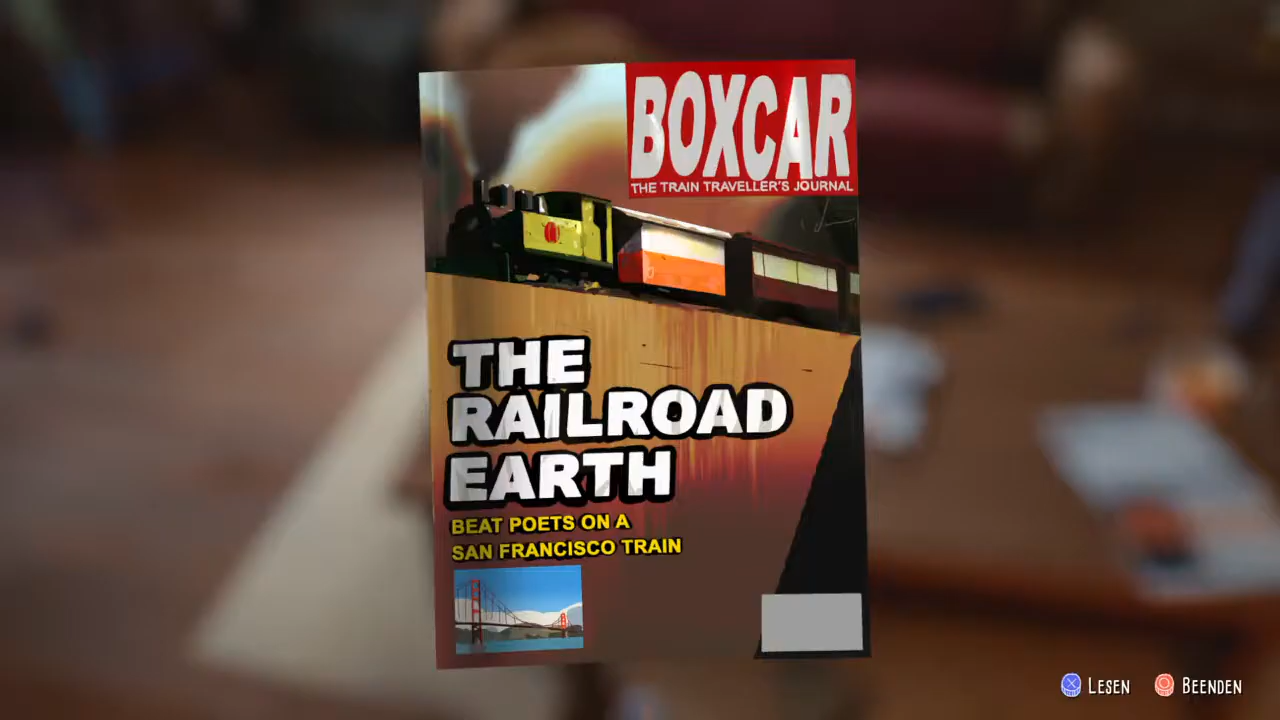 BOXCAR
THE TRAIN TRAVELLER'S JOURNAL
THE
RAILROAD
EARTH
BEAT POETS ON A
SAN FRANCISCO TRAIN
LESEN
BEENDEN